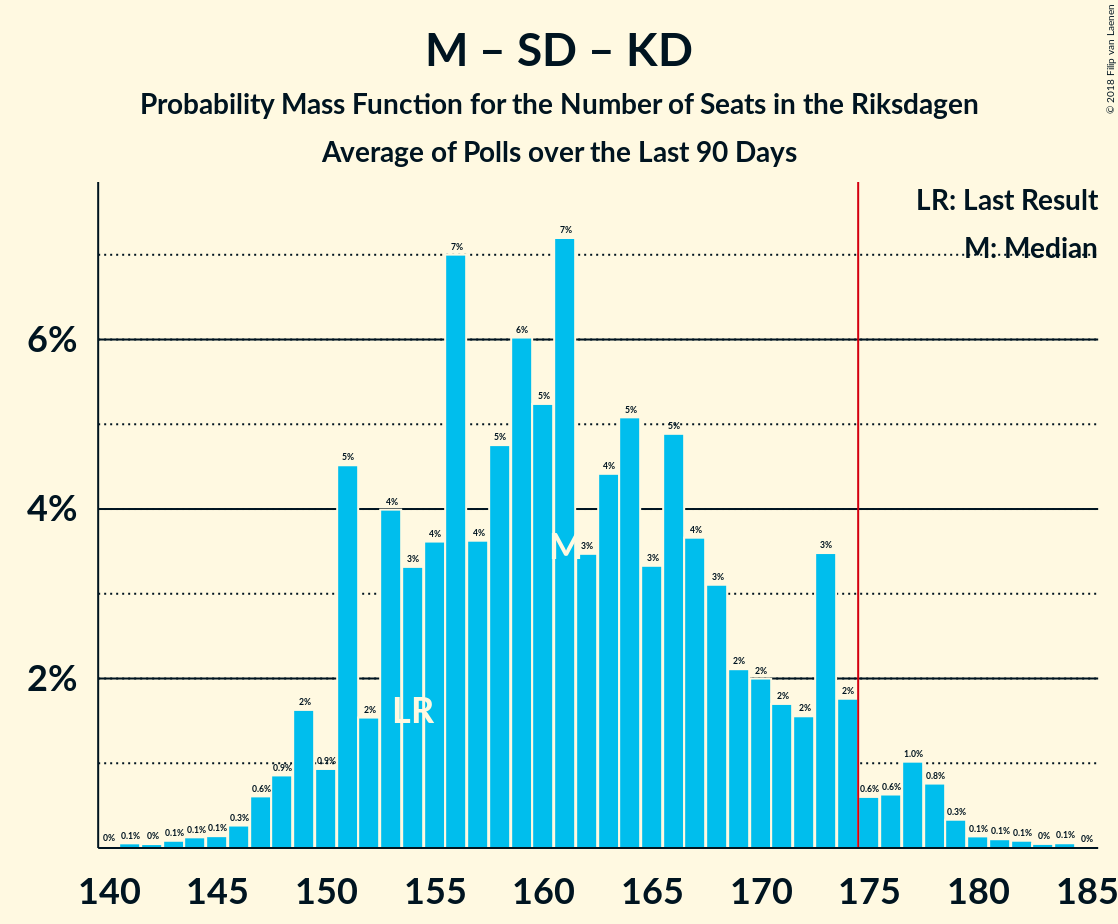 M – SD – KD
Probability Mass Function for the Number of Seats in the Riksdagen
Average of Polls over the Last 90 Days
© 2018 Filip van Laenen
LR: Last Result
M: Median
6%
4%
2%
0% 0.1% 0% 0.1% 0.1% 0.1% 0.3% 0.6% 0.9% 2% 0.9% 5% 2% 4% 3% 4% 7% 4% 5% 6% 5% 7% 3% 4% 5% 3% 5% 4% 3% 2% 2% 2% 2% 3% 2% 0.6% 0.6% 1.0% 0.8% 0.3% 0.1% 0.1% 0.1% 0% 0.1% 0%
M
LR
140 145 150 155 160 165 170 175 180 185